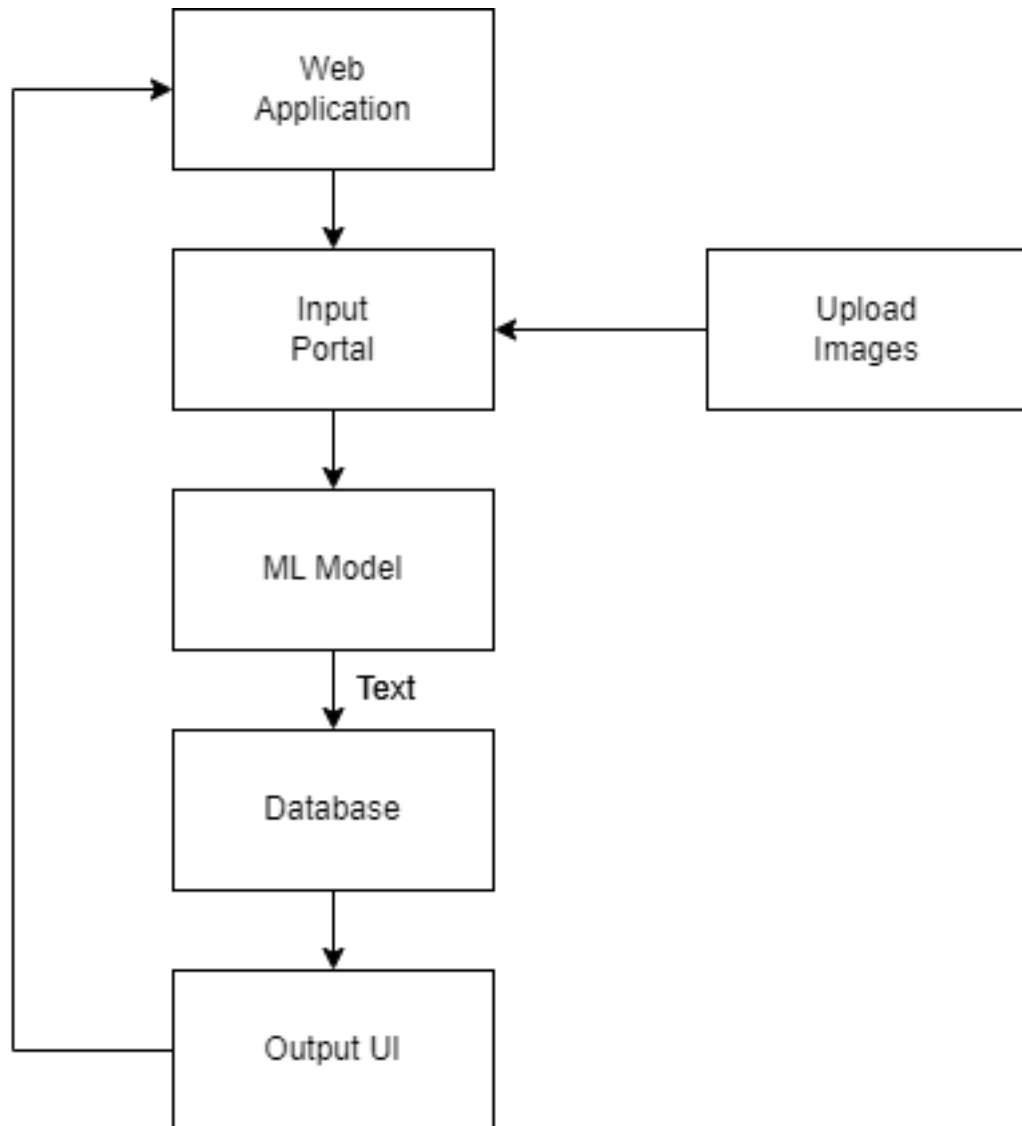 Web
Application
Input
Portal
Upload
Images
ML Model
Text
Database
Output UI